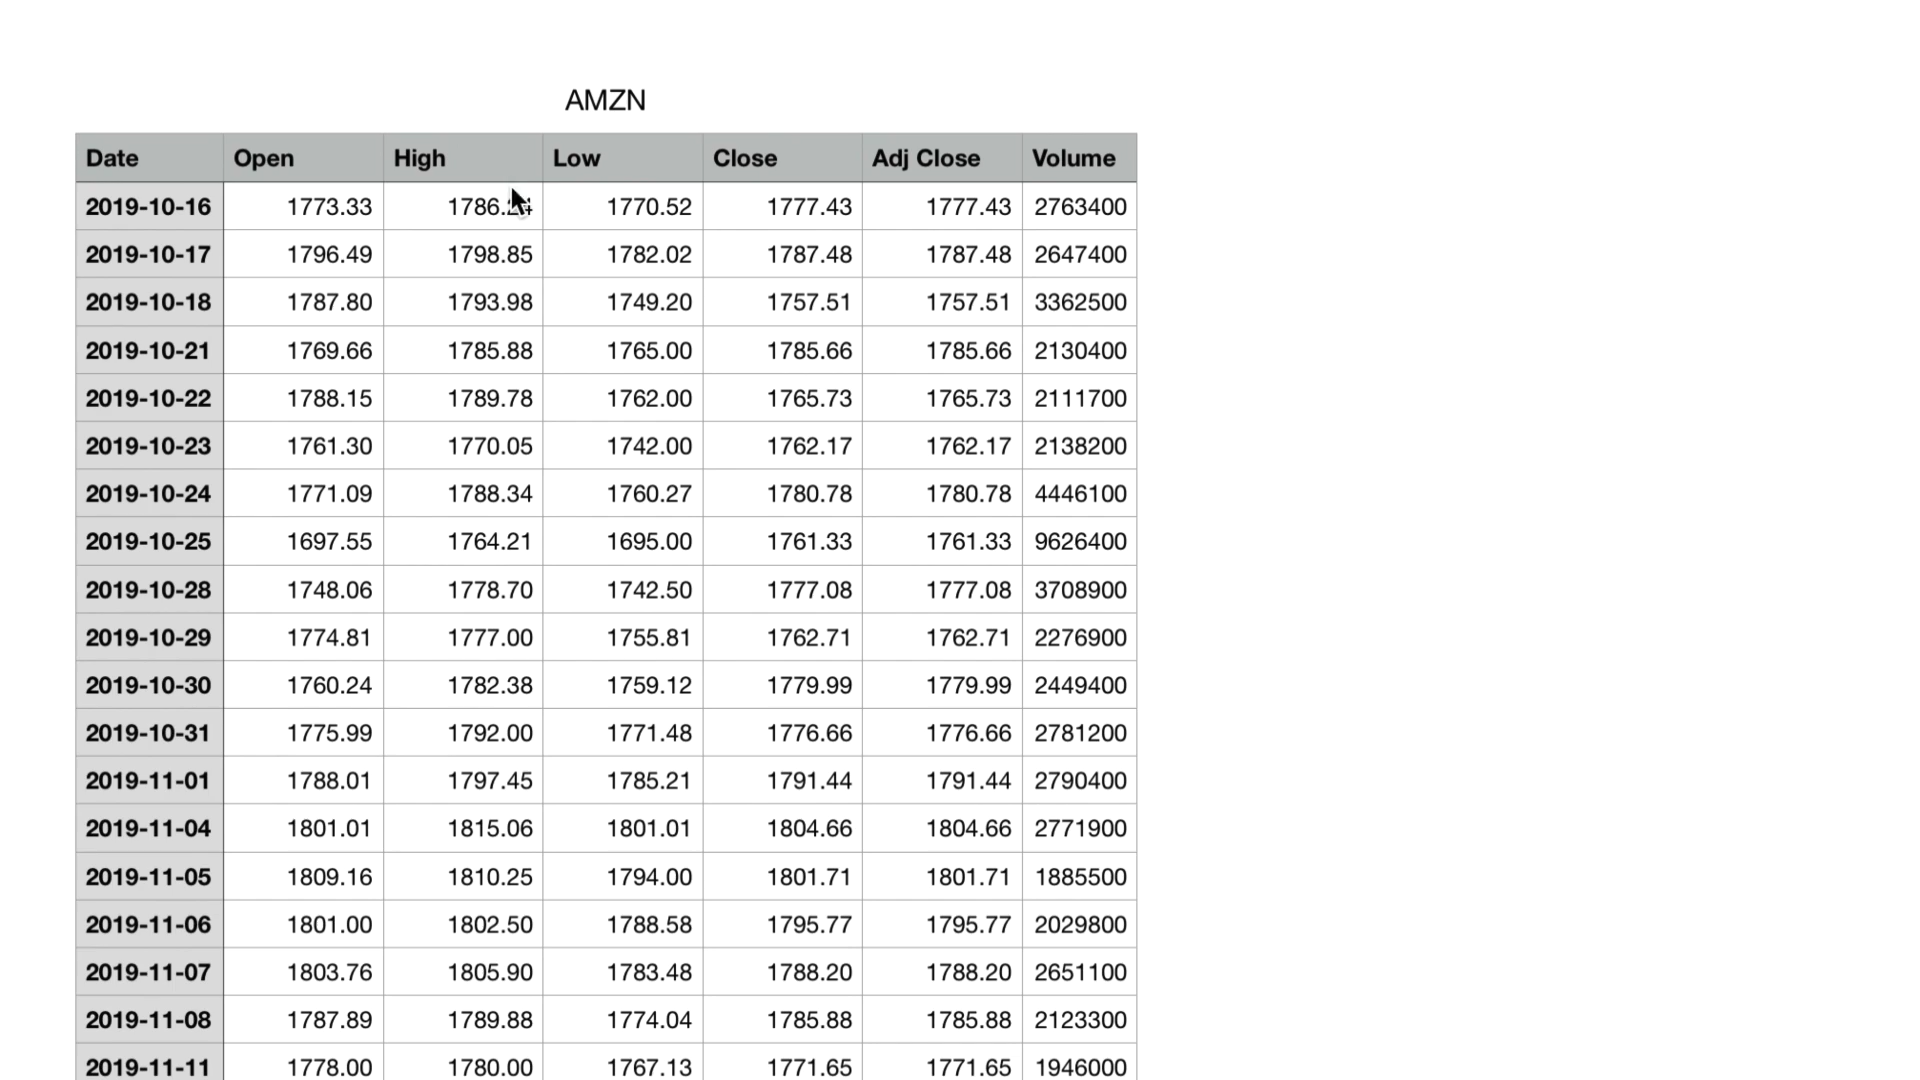 AMZN
Date Open High Low Close Adj Close Volume
2019-10-16 1773.33 1770.52 1777.43 1777.43 2763400
2019-10-17 1796.49 1798.85 1782.02 1787.48 1787.48 2647400
2019-10-18 1787.80 1793.98 1749.20 1757.51 1757.51 3362500
2019-10-21 1769.66 1785.88 1765.00 1785.66 1785.66 2130400
2019-10-22 1788.15 1789.78 1762.00 1765.73 1765.73 2111700
2019-10-23 1761.30 1770.05 1742.00 1762.17 1762.17 2138200
2019-10-24 1771.09 1788.34 1760.27 1780.78 1780.78 4446100
2019-10-25 1697.55 1764.21 1695.00 1761.33 1761.33 9626400
2019-10-28 1748.06 1778.70 1742.50 1777.08 1777.08 3708900
2019-10-29 1774.81 1777.00 1755.81 1762.71 1762.71 2276900
2019-10-30 1760.24 1782.38 1759.12 1779.99 1779.99 2449400
2019-10-31 1775.99 1792.00 1771.48 1776.66 1776.66 2781200
2019-11-01 1788.01 1797.45 1785.21 1791.44 1791.44 2790400
2019-11-04 1801.01 1815.06 1801.01 1804.66 1804.66 2771900
2019-11-05 1809.16 1810.25 1794.00 1801.71 1801.71 1885500
2019-11-06 1801.00 1802.50 1788.58 1795.77 1795.77 2029800
2019-11-07 1803.76 1805.90 1783.48 1788.20 1788.20 2651100
2019-11-08 1787.89 1789.88 1774.04 1785.88 1785.88 2123300
2019-11-11 1778.00 1780.00 1767.13 1771.65 1771.65 1946000